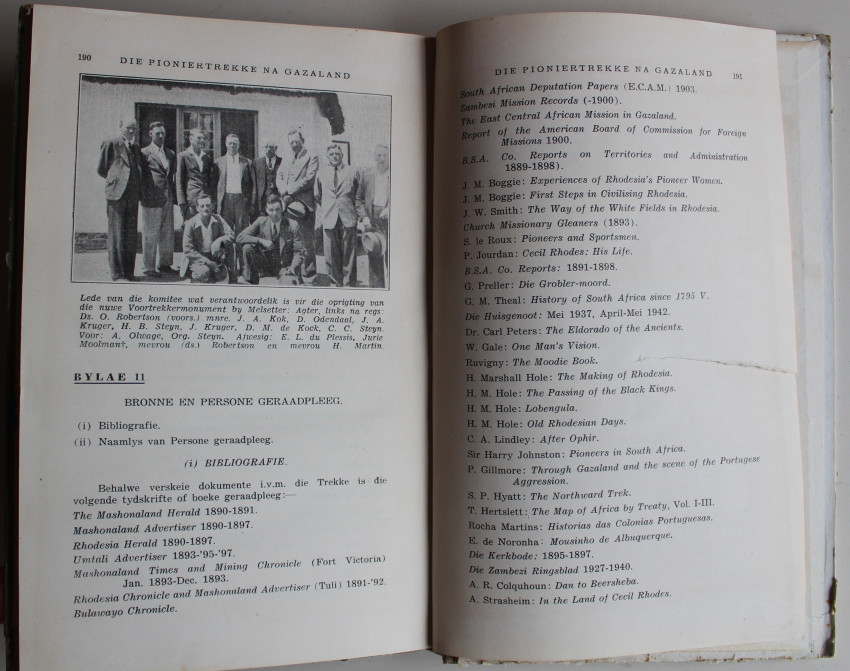 190
DIE PIONIERTREKKE NA GAZALAND
Lede van die komitee wat verantwoordelik is vir die oprigting van
die nuwe Voortrekkermonument by Melsetter: Agter, links na regs:
Ds. O. Robertson (voors.) mnre. J. A. Kok, D. Odendaal, J. A.
Kruger, H. B. Steyn, J. Kruger, D. M. de Kock, C. C. Steyn.
Voor: A. Olwage, Org. Steyn. Afwesig: E. L. du Plessis, Jurie
Moolman†, mevrou (ds.) Robertson en mevrou H. Martin.
BYLAE 11
BRONNE EN PERSONE GERAADPLEEG.
(i) Bibliografie.
(ii) Naamlys van Persone geraadpleeg.
(i) BIBLIOGRAFIE.
Behalwe verskeie dokumente i.v.m. die Trekke is die
volgende tydskrifte of boeke geraadpleeg:—
The Mashonaland Herald 1890-1891.
Mashonaland Advertiser 1890-1897.
Rhodesia Herald 1890-1897.
Umtali Advertiser 1893-'95-'97.
Mashonaland Times and Mining Chronicle (Fort Victoria)
Jan. 1893-Dec. 1893.
Rhodesia Chronicle and Mashonaland Advertiser (Tuli) 1891-'92.
Bulawayo Chronicle.
DIE PIONIERTREKKE NA GAZALAND
191
South African Deputation Papers (E.C.A.M.) 1903.
Zambesi Mission Records (-1900).
The East Central African Mission in Gazaland.
Report of the American Board of Commission for Foreign
Missions 1900.
B.S.A. Co. Reports on Territories and Administration
1889-1898).
J. M. Boggie: Experiences of Rhodesia's Pioneer Women.
J. M. Boggie: First Steps in Civilising Rhodesia.
J. W. Smith: The Way of the White Fields in Rhodesia.
Church Missionary Gleaners (1893).
S. le Roux: Pioneers and Sportsmen.
P. Jourdan: Cecil Rhodes: His Life.
B.S.A. Co. Reports: 1891-1898.
G. Preller: Die Grobler-moord.
G. M. Theal: History of South Africa since 1795 V.
Die Huisgenoot: Mei 1937, April-Mei 1942.
Dr. Carl Peters: The Eldorado of the Ancients.
W. Gale: One Man's Vision.
Ruvigny: The Moodie Book.
H. Marshall Hole: The Making of Rhodesia.
H. M. Hole: The Passing of the Black Kings.
H. M. Hole: Lobengula.
H. M. Hole: Old Rhodesian Days.
C. A. Lindley: After Ophir.
Sir Harry Johnston: Pioneers in South Africa.
P. Gillmore: Through Gazaland and the scene of the Portugese
Aggression.
S. P. Hyatt: The Northward Trek.
T. Hertslett: The Map of Africa by Treaty, Vol. I-III.
Rocha Martins: Historias das Colonias Portuguesas.
E. de Noronha: Mousinho de Albuquerque.
Die Kerkbode: 1895-1897.
Die Zambezi Ringsblad 1927-1940.
A. R. Colquhoun: Dan to Beersheba.
A. Strasheim: In the Land of Cecil Rhodes.